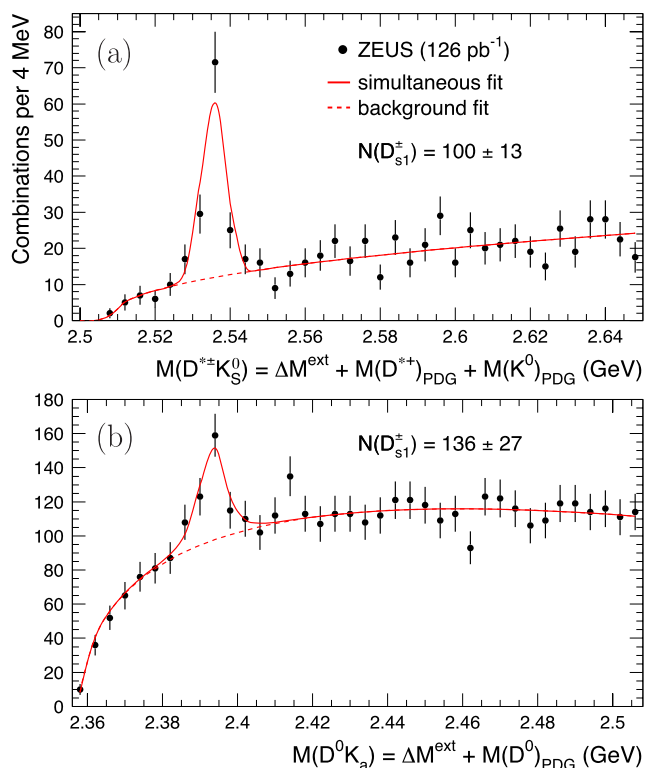 Combinations per 4 MeV
80
70
60
50
40
30
20
10
0
(a)
ZEUS (126 pb⁻¹)
simultaneous fit
background fit
N(D±s1) = 100 ± 13
2.5 2.52 2.54 2.56 2.58 2.6 2.62 2.64
M(D*±K⁰S) = ΔMᵉˣᵗ + M(D*⁺)PDG + M(K⁰)PDG (GeV)
180
160
140
120
100
80
60
40
20
0
(b)
N(D±s1) = 136 ± 27
2.36 2.38 2.4 2.42 2.44 2.46 2.48 2.5
M(D⁰Ka) = ΔMᵉˣᵗ + M(D⁰)PDG (GeV)